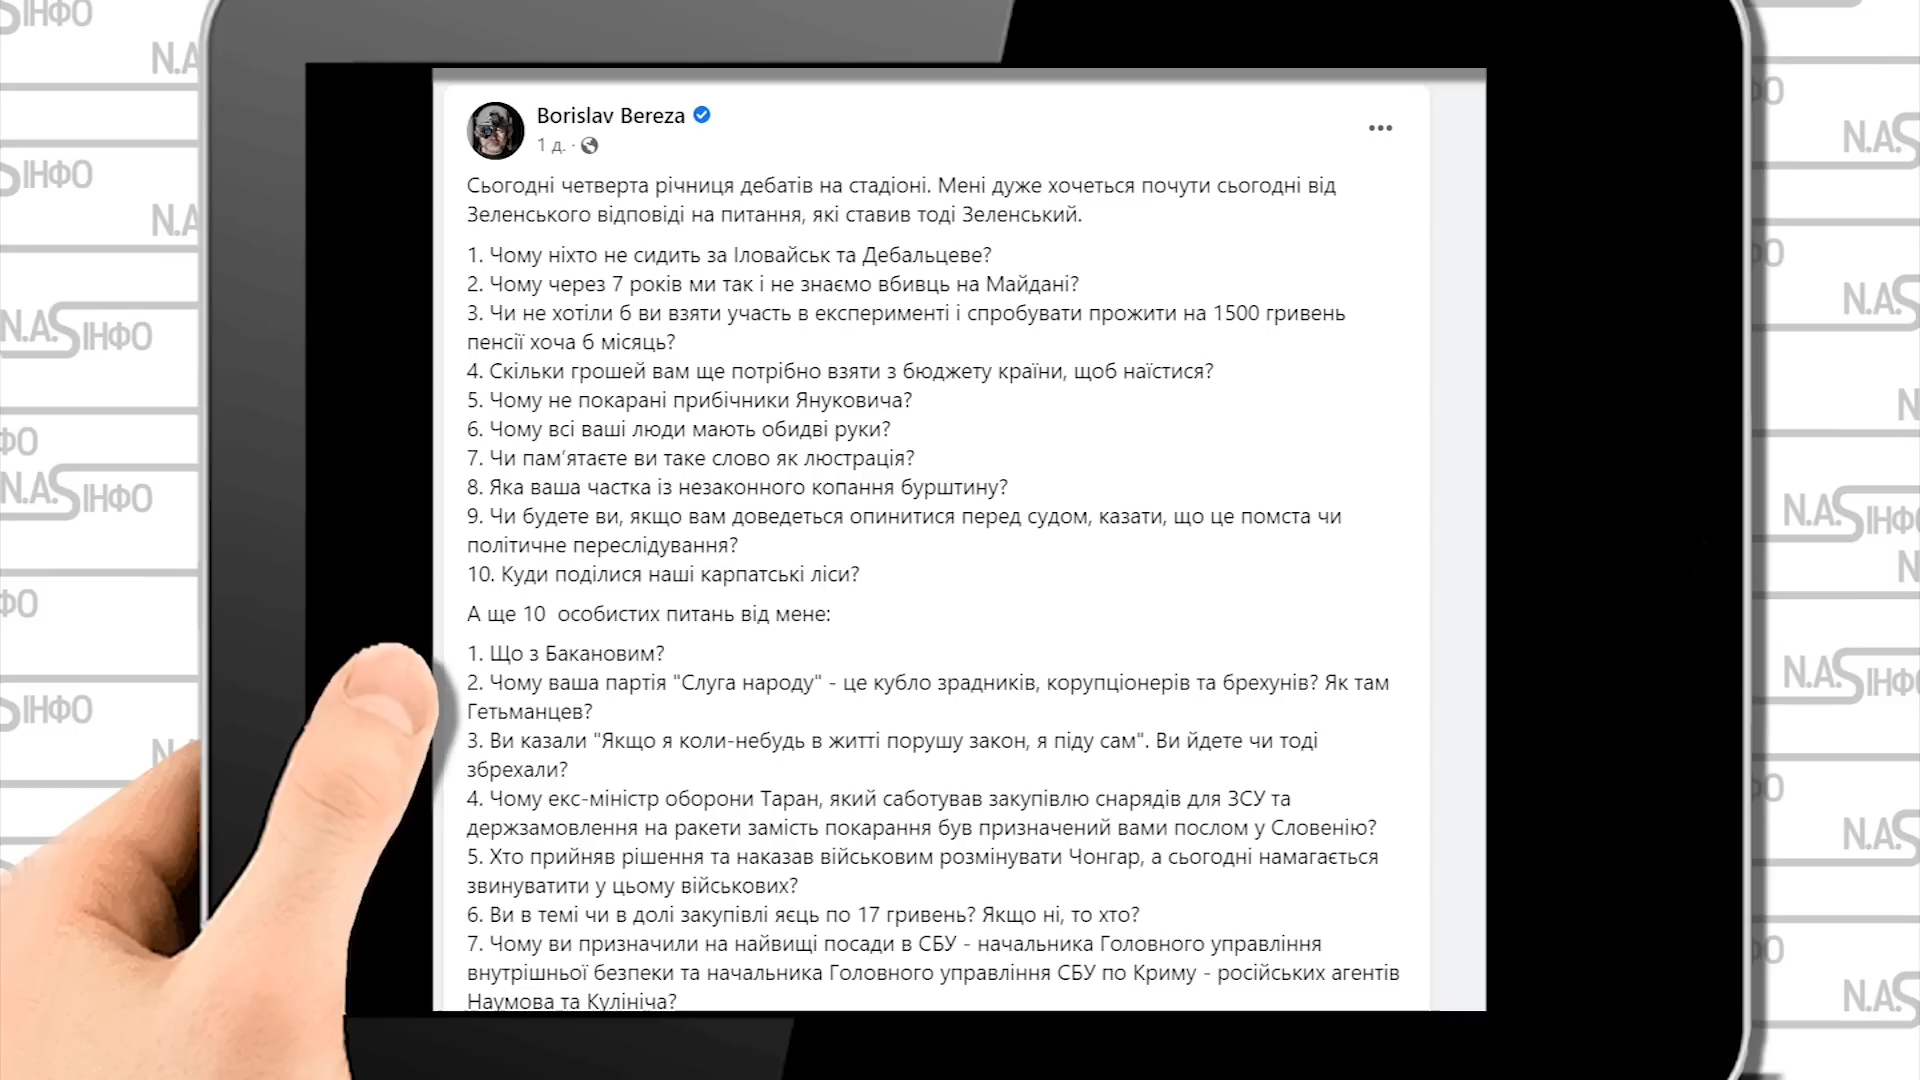 Borislav Bereza
1 д. ·
Сьогодні четверта річниця дебатів на стадіоні. Мені дуже хочеться почути сьогодні від
Зеленського відповіді на питання, які ставив тоді Зеленський.
1. Чому ніхто не сидить за Іловайськ та Дебальцеве?
2. Чому через 7 років ми так і не знаємо вбивць на Майдані?
3. Чи не хотіли б ви взяти участь в експерименті і спробувати прожити на 1500 гривень
пенсії хоча б місяць?
4. Скільки грошей вам ще потрібно взяти з бюджету країни, щоб наїстися?
5. Чому не покарані прибічники Януковича?
6. Чому всі ваші люди мають обидві руки?
7. Чи пам’ятаєте ви таке слово як люстрація?
8. Яка ваша частка із незаконного копання бурштину?
9. Чи будете ви, якщо вам доведеться опинитися перед судом, казати, що це помста чи
політичне переслідування?
10. Куди поділися наші карпатські ліси?
А ще 10  особистих питань від мене:
1. Що з Бакановим?
2. Чому ваша партія "Слуга народу" - це кубло зрадників, корупціонерів та брехунів? Як там
Гетьманцев?
3. Ви казали "Якщо я коли-небудь в житті порушу закон, я піду сам". Ви йдете чи тоді
збрехали?
4. Чому екс-міністр оборони Таран, який саботував закупівлю снарядів для ЗСУ та
держзамовлення на ракети замість покарання був призначений вами послом у Словенію?
5. Хто прийняв рішення та наказав військовим розмінувати Чонгар, а сьогодні намагається
звинуватити у цьому військових?
6. Ви в темі чи в долі закупівлі яєць по 17 гривень? Якщо ні, то хто?
7. Чому ви призначили на найвищі посади в СБУ - начальника Головного управління
внутрішньої безпеки та начальника Головного управління СБУ по Криму - російських агентів
Наумова та Кулініча?
N.A.SІНФО
N.A.SІНФО